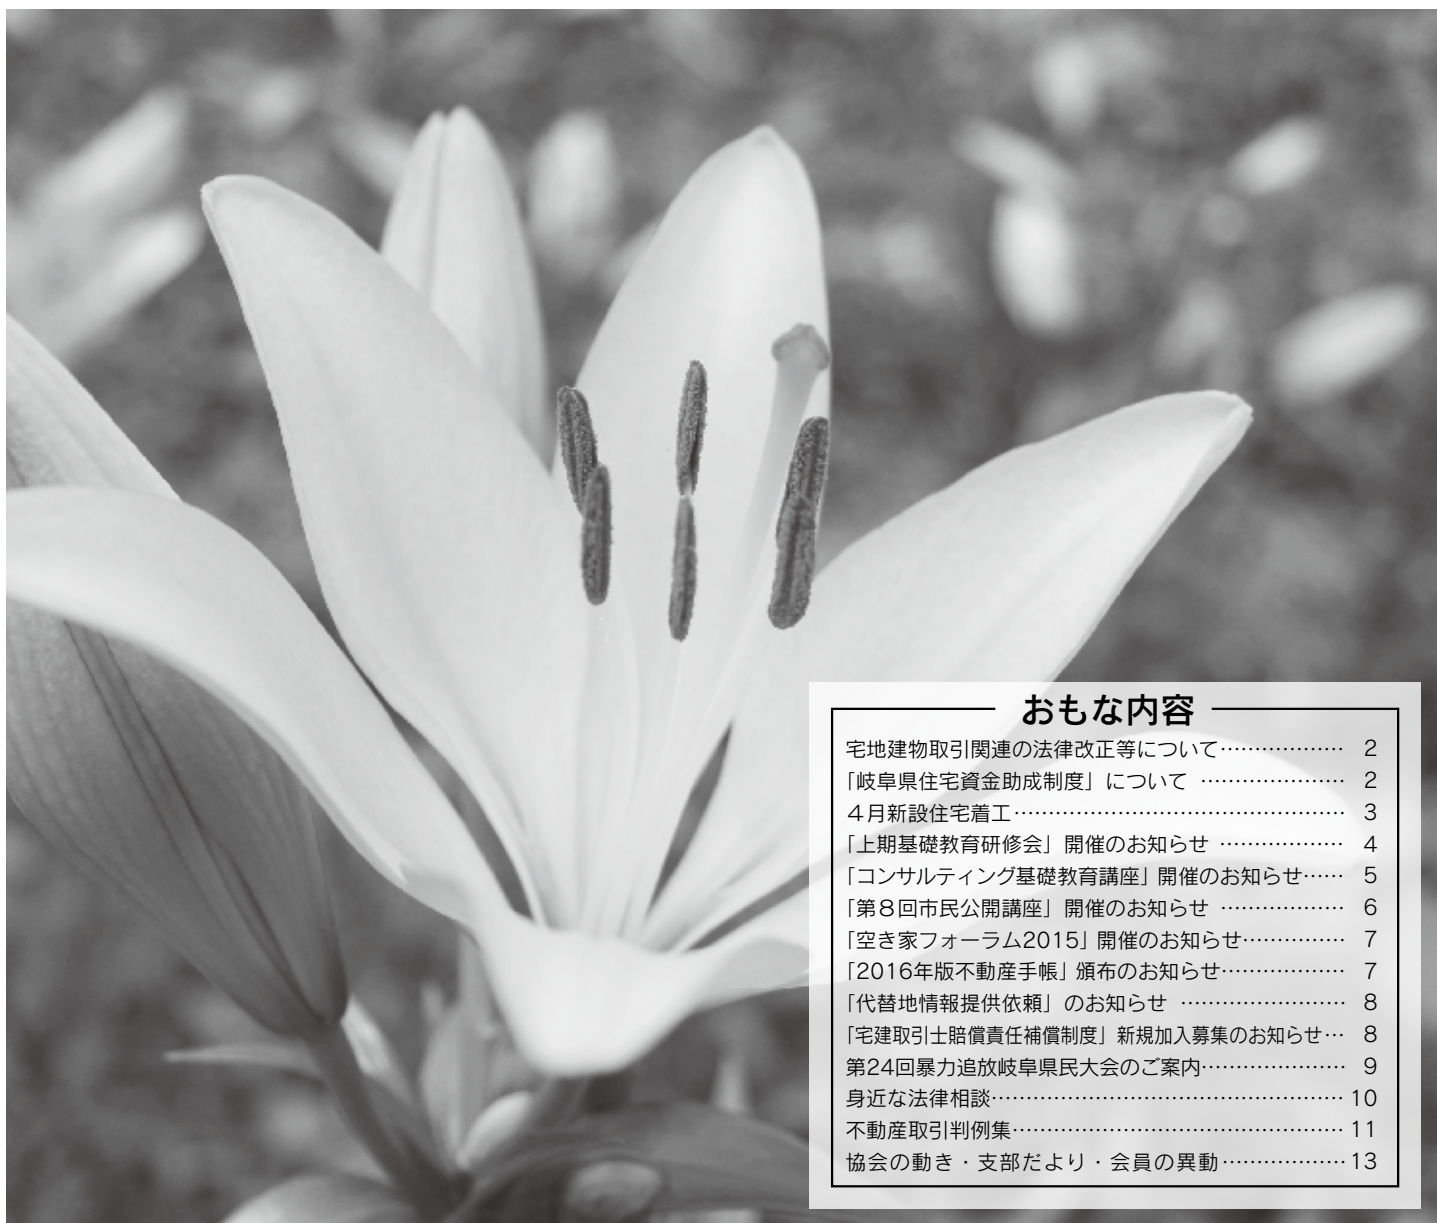 おもな内容
宅地建物取引関連の法律改正等について………………　2
「岐阜県住宅資金助成制度」について …………………　2
４月新設住宅着工…………………………………………　3
「上期基礎教育研修会」開催のお知らせ ………………　4
「コンサルティング基礎教育講座」開催のお知らせ……　5
「第８回市民公開講座」開催のお知らせ ………………　6
「空き家フォーラム2015」開催のお知らせ……………　7
「2016年版不動産手帳」頒布のお知らせ………………　7
「代替地情報提供依頼」のお知らせ ……………………　8
「宅建取引士賠償責任補償制度」新規加入募集のお知らせ…　8
第24回暴力追放岐阜県民大会のご案内…………………　9
身近な法律相談……………………………………………10
不動産取引判例集…………………………………………11
協会の動き・支部だより・会員の異動………………13